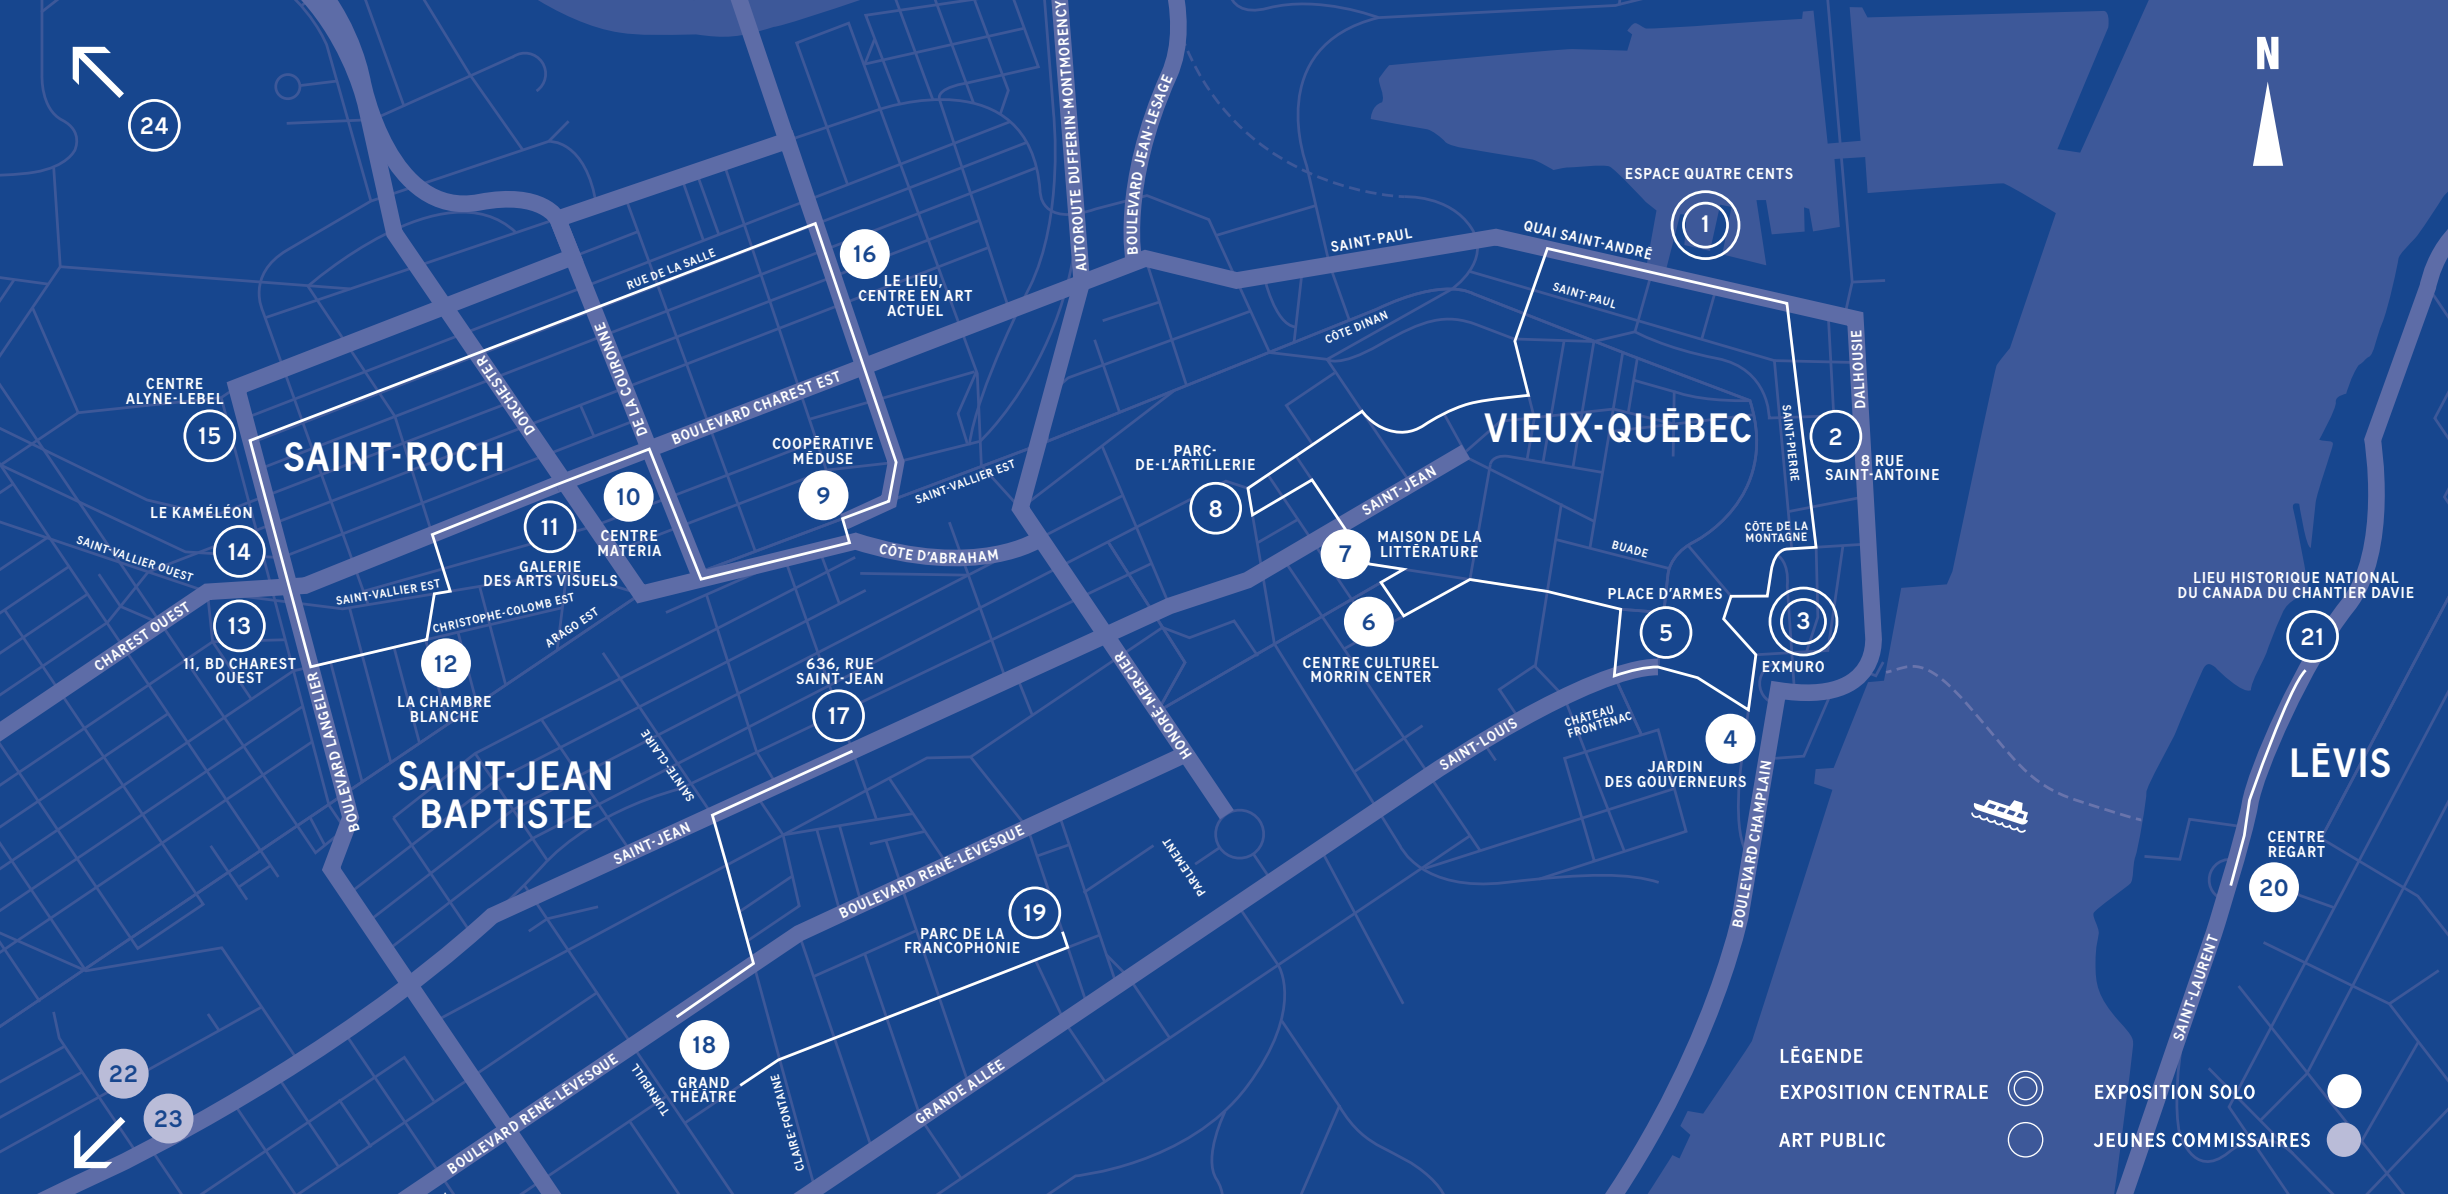 24
N
ESPACE QUATRE CENTS
1
QUAI SAINT-ANDRÉ
SAINT-PAUL
SAINT-PAUL
CÔTE DINAN
AUTOROUTE DUFFERIN-MONTMORENCY
BOULEVARD JEAN-LESAGE
16
LE LIEU,
CENTRE EN ART
ACTUEL
RUE DE LA SALLE
DORCHESTER
DE LA COURONNE
BOULEVARD CHAREST EST
CENTRE
ALYNE-LEBEL
15
SAINT-ROCH
COOPÉRATIVE
MÉDUSE
9
SAINT-VALLIER EST
CÔTE D'ABRAHAM
10
CENTRE
MATERIA
11
GALERIE
DES ARTS VISUELS
LE KAMÉLÉON
14
SAINT-VALLIER OUEST
CHAREST OUEST
13
11, BD CHAREST
OUEST
SAINT-VALLIER EST
CHRISTOPHE-COLOMB EST
ARAGO EST
12
LA CHAMBRE
BLANCHE
BOULEVARD LANGELIER
VIEUX-QUÉBEC
DALHOUSIE
SAINT-PIERRE
2
8 RUE
SAINT-ANTOINE
PARC-
DE-L'ARTILLERIE
8
SAINT-JEAN
7
MAISON DE LA
LITTÉRATURE
6
CENTRE CULTUREL
MORRIN CENTER
BUADE
CÔTE DE LA
MONTAGNE
PLACE D'ARMES
5
3
EXMURO
CHÂTEAU
FRONTENAC
4
JARDIN
DES GOUVERNEURS
SAINT-LOUIS
BOULEVARD CHAMPLAIN
HONORÉ-MERCIER
PARLEMENT
636, RUE
SAINT-JEAN
17
SAINT-JEAN
BAPTISTE
SAINTE-CLAIRE
SAINT-JEAN
BOULEVARD RENÉ-LÉVESQUE
19
PARC DE LA
FRANCOPHONIE
18
GRAND
THÉÂTRE
TURNBULL
CLAIRE-FONTAINE
BOULEVARD RENÉ-LÉVESQUE
GRANDE ALLÉE
22
23
LIEU HISTORIQUE NATIONAL
DU CANADA DU CHANTIER DAVIE
21
LÉVIS
CENTRE
REGART
20
SAINT-LAURENT
LÉGENDE
EXPOSITION CENTRALE
EXPOSITION SOLO
ART PUBLIC
JEUNES COMMISSAIRES